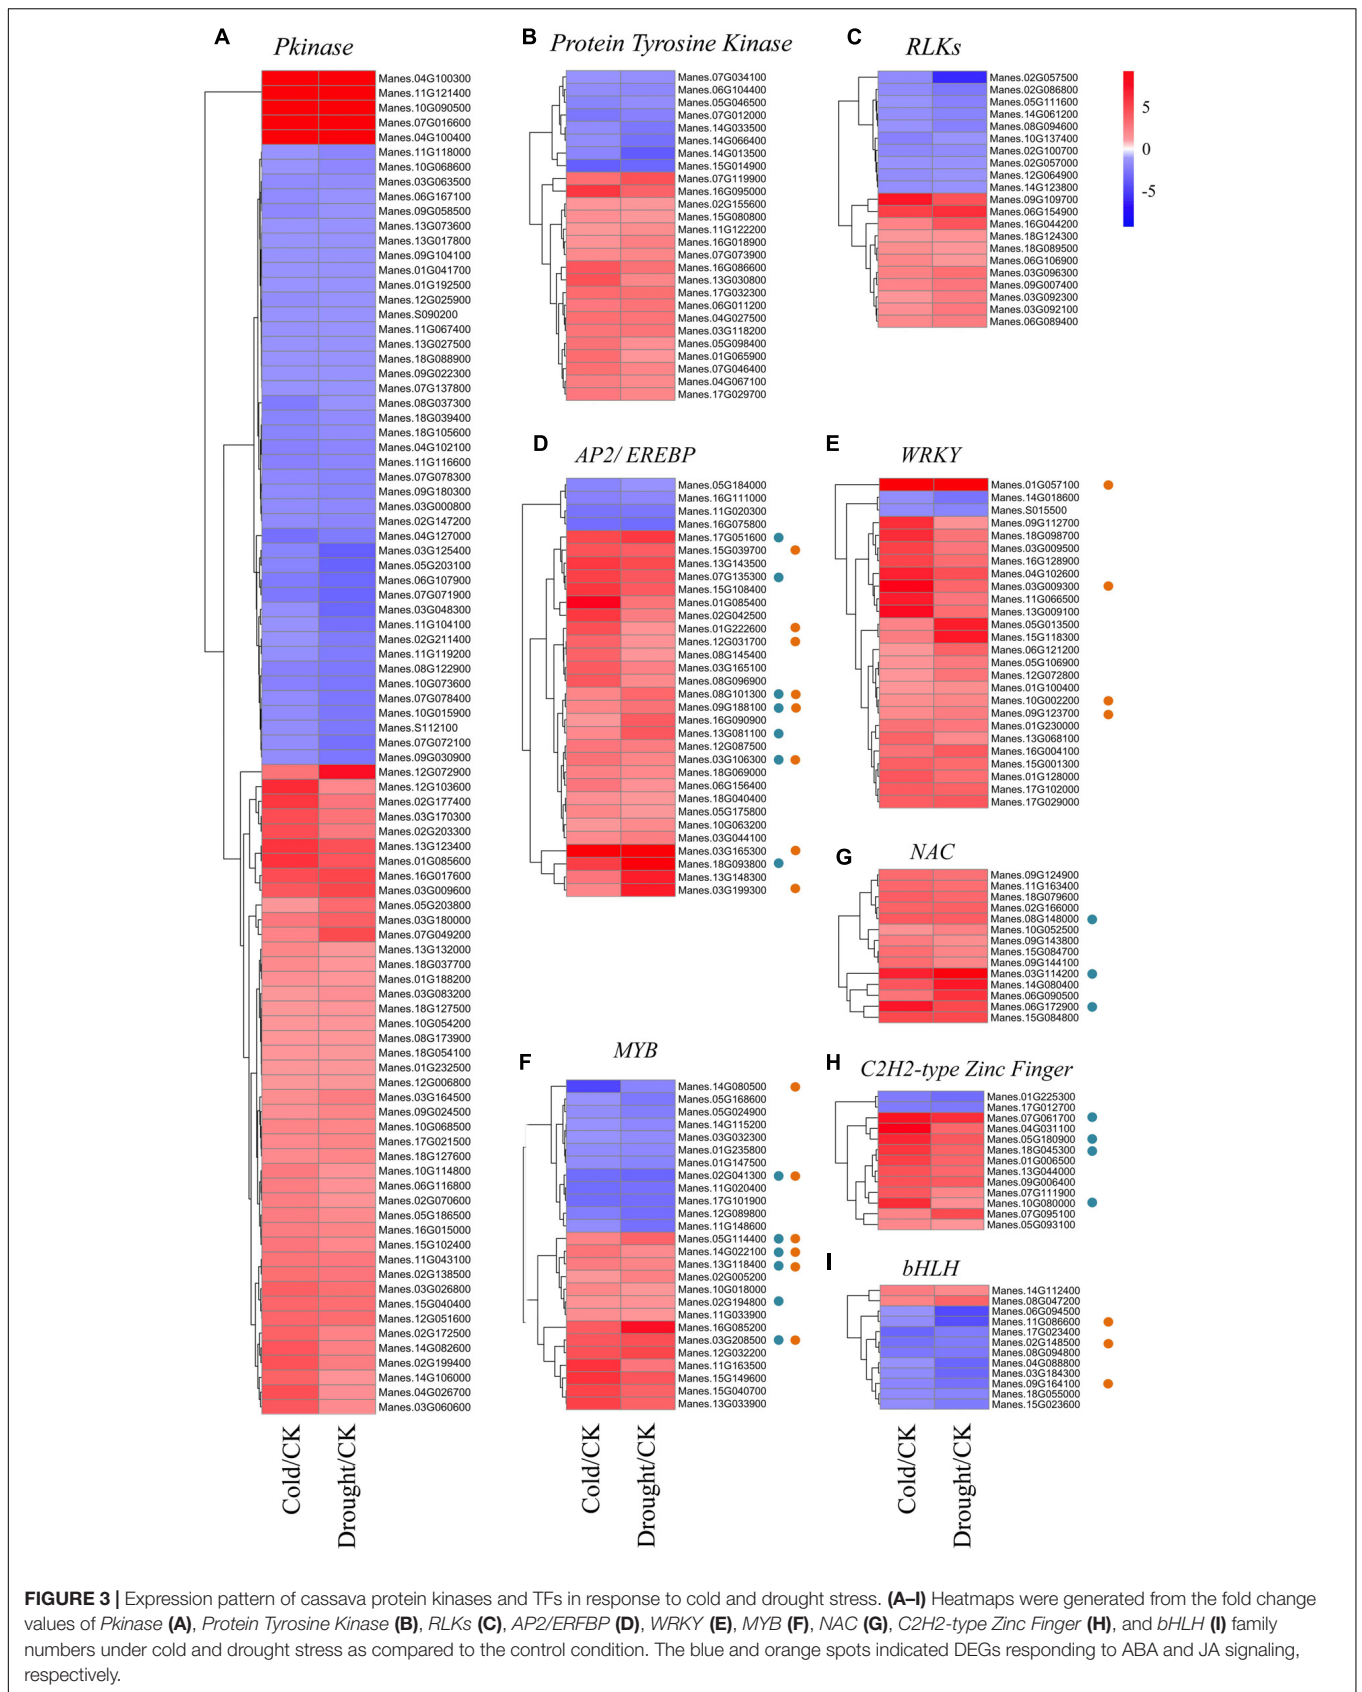 A
Pkinase
Manes.04G100300
Manes.11G121400
Manes.10G090500
Manes.07G016600
Manes.04G100400
Manes.11G118000
Manes.10G068600
Manes.03G063500
Manes.06G167100
Manes.09G058500
Manes.13G073600
Manes.13G017800
Manes.09G104100
Manes.01G041700
Manes.01G192500
Manes.12G025900
Manes.S090200
Manes.11G067400
Manes.13G027500
Manes.18G088900
Manes.09G022300
Manes.07G137800
Manes.08G037300
Manes.18G039400
Manes.18G105600
Manes.04G102100
Manes.11G116600
Manes.07G078300
Manes.09G180300
Manes.03G000800
Manes.02G147200
Manes.04G127000
Manes.03G125400
Manes.05G203100
Manes.06G107900
Manes.07G071900
Manes.03G048300
Manes.11G104100
Manes.02G211400
Manes.11G119200
Manes.08G122900
Manes.10G073600
Manes.07G078400
Manes.10G015900
Manes.S112100
Manes.07G072100
Manes.09G030900
Manes.12G072900
Manes.12G103600
Manes.02G177400
Manes.03G170300
Manes.02G203300
Manes.13G123400
Manes.01G085600
Manes.16G017600
Manes.03G009600
Manes.05G203800
Manes.03G180000
Manes.07G049200
Manes.13G132000
Manes.18G037700
Manes.01G188200
Manes.03G083200
Manes.18G127500
Manes.10G054200
Manes.08G173900
Manes.18G054100
Manes.01G232500
Manes.12G006800
Manes.03G164500
Manes.09G024500
Manes.10G068500
Manes.17G021500
Manes.18G127600
Manes.10G114800
Manes.06G116800
Manes.02G070600
Manes.05G186500
Manes.16G015000
Manes.15G102400
Manes.11G043100
Manes.02G138500
Manes.03G026800
Manes.15G040400
Manes.12G051600
Manes.02G172500
Manes.14G082600
Manes.02G199400
Manes.14G106000
Manes.04G026700
Manes.03G060600
Cold/CK
Drought/CK
B
Protein Tyrosine Kinase
Manes.07G034100
Manes.06G104400
Manes.05G046500
Manes.07G012000
Manes.14G033500
Manes.14G066400
Manes.14G013500
Manes.15G014900
Manes.07G119900
Manes.16G095000
Manes.02G155600
Manes.15G080800
Manes.11G122200
Manes.16G018900
Manes.07G073900
Manes.16G086600
Manes.13G030800
Manes.17G032300
Manes.06G011200
Manes.04G027500
Manes.03G118200
Manes.05G098400
Manes.01G065900
Manes.07G046400
Manes.04G067100
Manes.17G029700
C
RLKs
Manes.02G057500
Manes.02G086800
Manes.05G111600
Manes.14G061200
Manes.08G094600
Manes.10G137400
Manes.02G100700
Manes.02G057000
Manes.12G064900
Manes.14G123800
Manes.09G109700
Manes.06G154900
Manes.16G044200
Manes.18G124300
Manes.18G089500
Manes.06G106900
Manes.03G096300
Manes.09G007400
Manes.03G092300
Manes.03G092100
Manes.06G089400
5
0
-5
D
AP2/ EREBP
Manes.05G184000
Manes.16G111000
Manes.11G020300
Manes.16G075800
Manes.17G051600
Manes.15G039700
Manes.13G143500
Manes.07G135300
Manes.15G108400
Manes.01G085400
Manes.02G042500
Manes.01G222600
Manes.12G031700
Manes.08G145400
Manes.03G165100
Manes.08G096900
Manes.08G101300
Manes.09G188100
Manes.16G090900
Manes.13G081100
Manes.12G087500
Manes.03G106300
Manes.18G069000
Manes.06G156400
Manes.18G040400
Manes.05G175800
Manes.10G063200
Manes.03G044100
Manes.03G165300
Manes.18G093800
Manes.13G148300
Manes.03G199300
E
WRKY
Manes.01G057100
Manes.14G018600
Manes.S015500
Manes.09G112700
Manes.18G098700
Manes.03G009500
Manes.16G128900
Manes.04G102600
Manes.03G009300
Manes.11G066500
Manes.13G009100
Manes.05G013500
Manes.15G118300
Manes.06G121200
Manes.05G106900
Manes.12G072800
Manes.01G100400
Manes.10G002200
Manes.09G123700
Manes.01G230000
Manes.13G068100
Manes.16G004100
Manes.15G001300
Manes.01G128000
Manes.17G102000
Manes.17G029000
F
MYB
Manes.14G080500
Manes.05G168600
Manes.05G024900
Manes.14G115200
Manes.03G032300
Manes.01G235800
Manes.01G147500
Manes.02G041300
Manes.11G020400
Manes.17G101900
Manes.12G089800
Manes.11G148600
Manes.05G114400
Manes.14G022100
Manes.13G118400
Manes.02G005200
Manes.10G018000
Manes.02G194800
Manes.11G033900
Manes.16G085200
Manes.03G208500
Manes.12G032200
Manes.11G163500
Manes.15G149600
Manes.15G040700
Manes.13G033900
Cold/CK
Drought/CK
G
NAC
Manes.09G124900
Manes.11G163400
Manes.18G079600
Manes.02G166000
Manes.08G148000
Manes.10G052500
Manes.09G143800
Manes.15G084700
Manes.09G144100
Manes.03G114200
Manes.14G080400
Manes.06G090500
Manes.06G172900
Manes.15G084800
H
C2H2-type Zinc Finger
Manes.01G225300
Manes.17G012700
Manes.07G061700
Manes.04G031100
Manes.05G180900
Manes.18G045300
Manes.01G006500
Manes.13G044000
Manes.09G006400
Manes.07G111900
Manes.10G080000
Manes.07G095100
Manes.05G093100
I
bHLH
Manes.14G112400
Manes.08G047200
Manes.06G094500
Manes.11G086600
Manes.17G023400
Manes.02G148500
Manes.08G094800
Manes.04G088800
Manes.03G184300
Manes.09G164100
Manes.18G055000
Manes.15G023600
Cold/CK
Drought/CK
FIGURE 3 | Expression pattern of cassava protein kinases and TFs in response to cold and drought stress. (A–I) Heatmaps were generated from the fold change
values of Pkinase (A), Protein Tyrosine Kinase (B), RLKs (C), AP2/ERFBP (D), WRKY (E), MYB (F), NAC (G), C2H2-type Zinc Finger (H), and bHLH (I) family
numbers under cold and drought stress as compared to the control condition. The blue and orange spots indicated DEGs responding to ABA and JA signaling,
respectively.